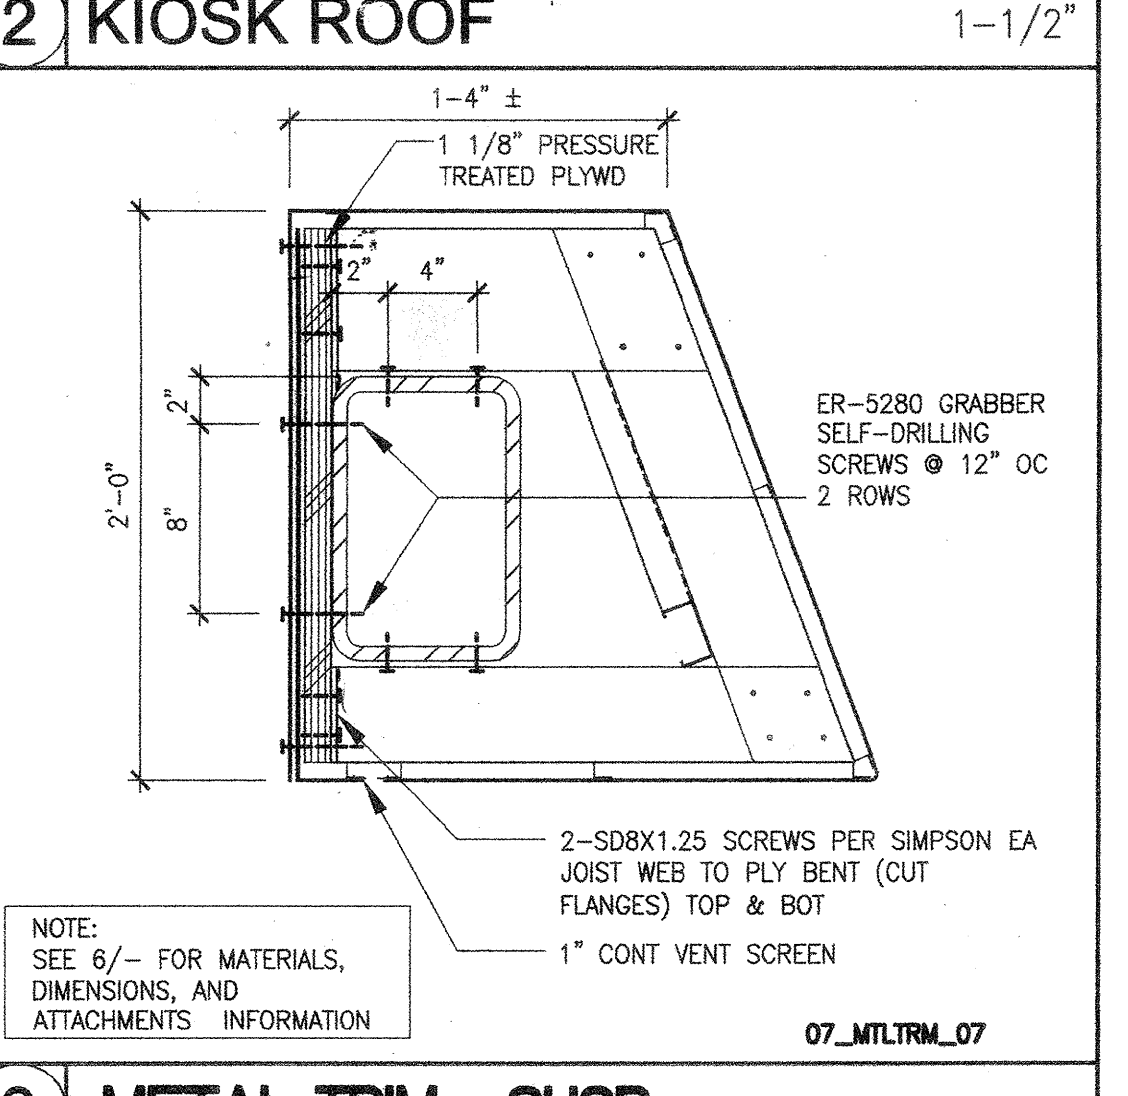 2 KIOSK ROOF 1-1/2"
1-4" ±
1 1/8" PRESSURE
TREATED PLYWD
2" 4"
2"
8"
2'-0"
ER-5280 GRABBER
SELF-DRILLING
SCREWS @ 12" OC
2 ROWS
2-SD8X1.25 SCREWS PER SIMPSON EA
JOIST WEB TO PLY BENT (CUT
FLANGES) TOP & BOT
1" CONT VENT SCREEN
NOTE:
SEE 6/- FOR MATERIALS,
DIMENSIONS, AND
ATTACHMENTS INFORMATION
07_MTLTRM_07
METAL TRIM